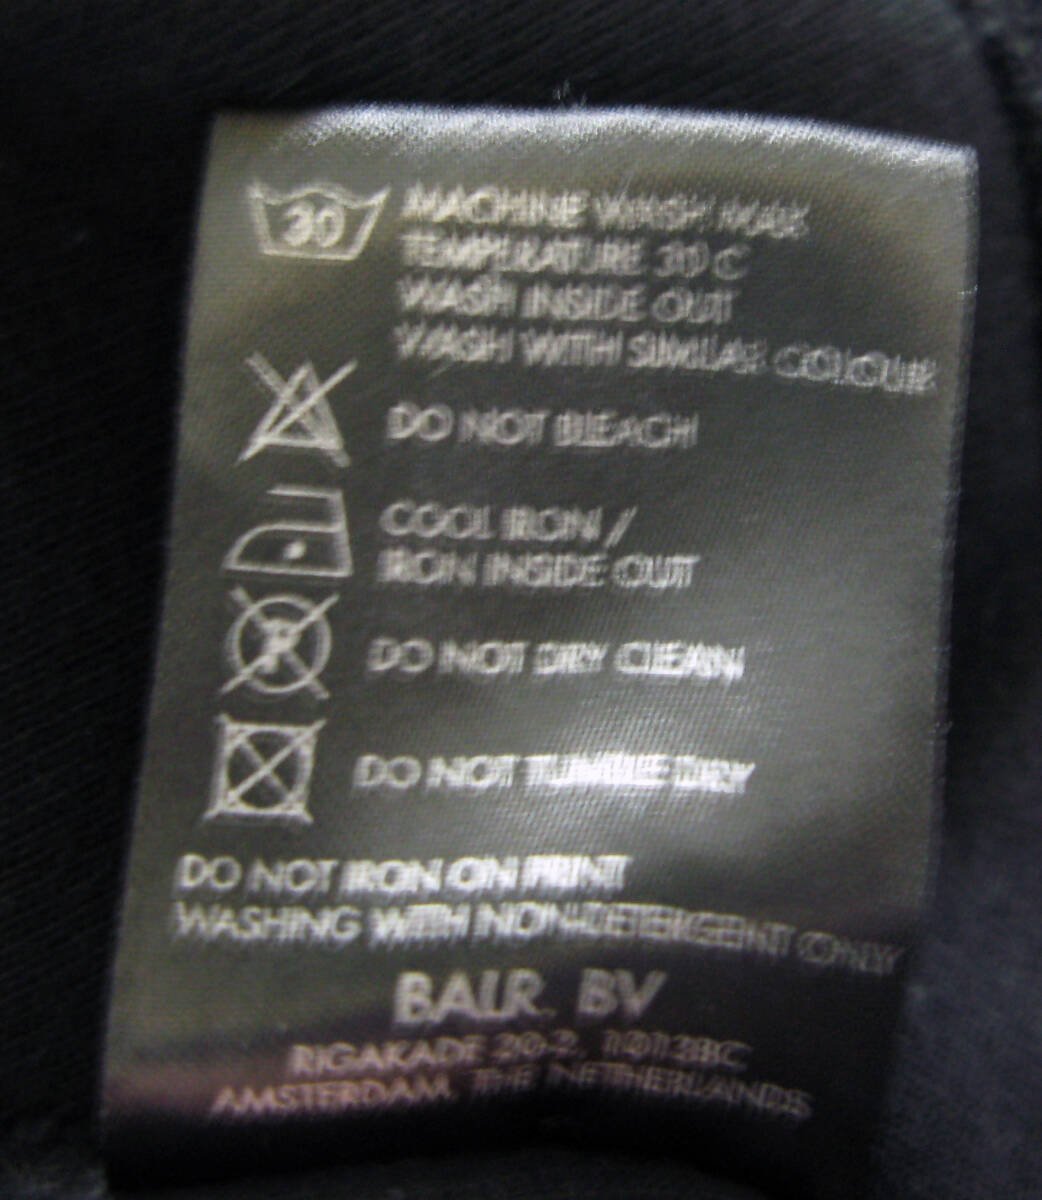 30 MACHINE WASH MAX
TEMPERATURE 30 C
WASH INSIDE OUT
WASH WITH SIMILAR COLOUR
DO NOT BLEACH
COOL IRON /
IRON INSIDE OUT
P DO NOT DRY CLEAN
DO NOT TUMBLE DRY
DO NOT IRON ON PRINT
WASHING WITH NON-DETERGENT ONLY
BALR. BV
RIGAKADE 20-2, 1013BC
AMSTERDAM, THE NETHERLANDS